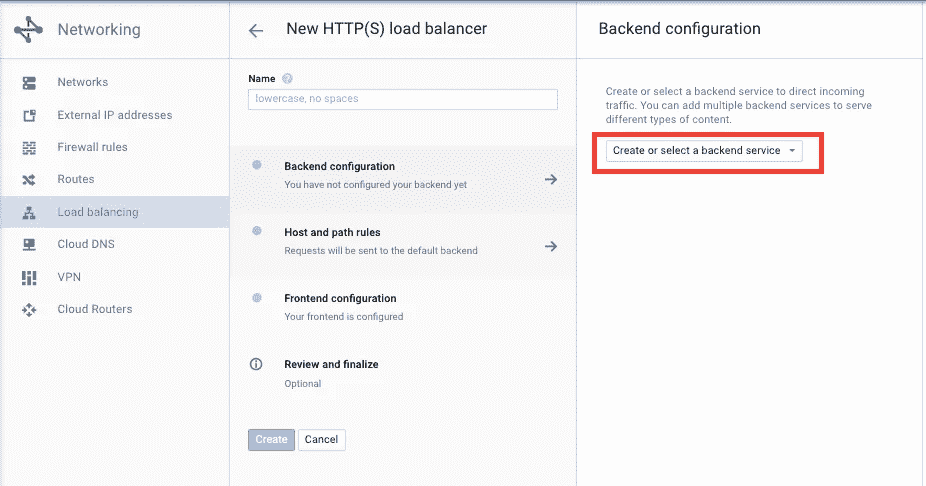 Networking
Networks
External IP addresses
Firewall rules
Routes
Load balancing
Cloud DNS
VPN
Cloud Routers
New HTTP(S) load balancer
Name
lowercase, no spaces
Backend configuration
You have not configured your backend yet
Host and path rules
Requests will be sent to the default backend
Frontend configuration
Your frontend is configured
Review and finalize
Optional
Create
Cancel
Backend configuration
Create or select a backend service to direct incoming
traffic. You can add multiple backend services to serve
different types of content.
Create or select a backend service